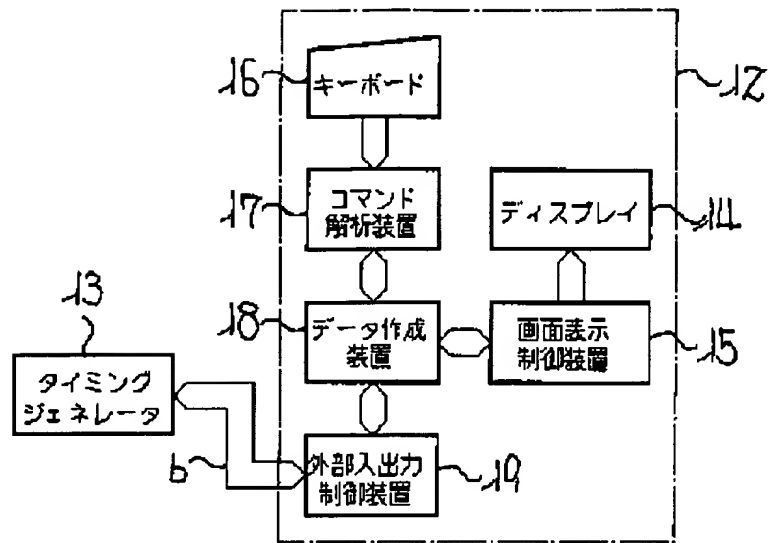 16
キーボード
12
17
コマンド
解析装置
ディスプレイ
14
13
18
データ作成
装置
画面表示
制御装置
15
タイミング
ジェネレータ
b
外部入出力
制御装置
19